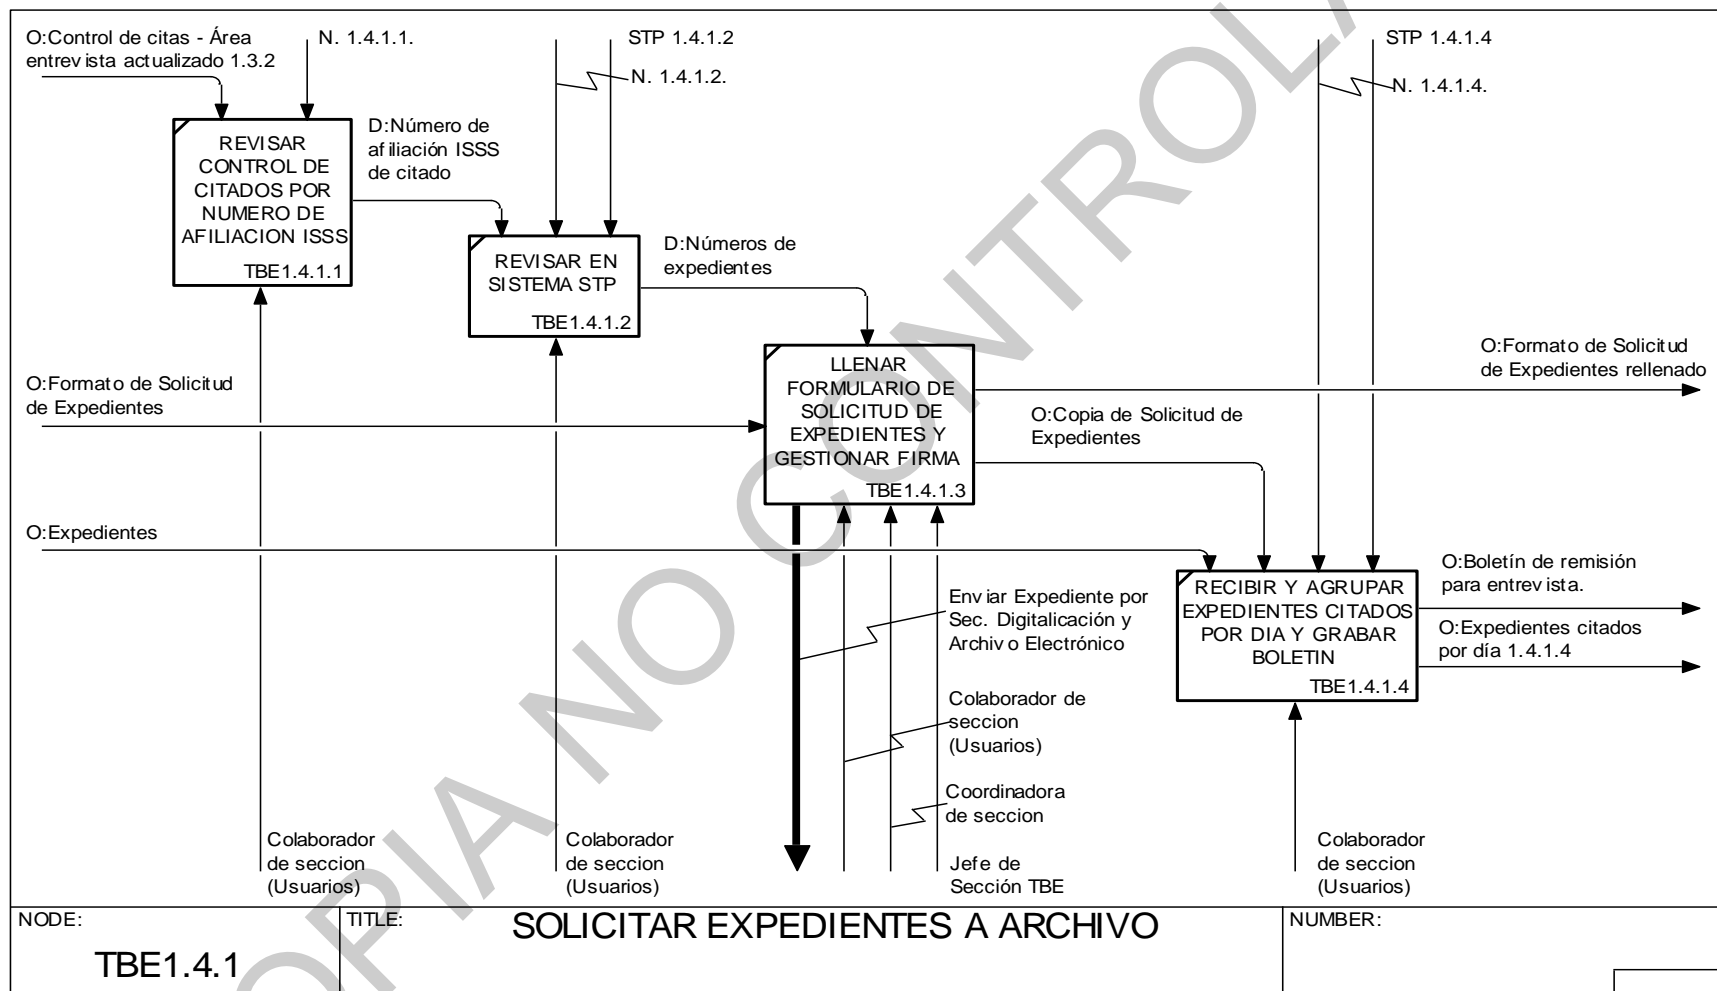 O:Control de citas - Área
entrevista actualizado 1.3.2
N. 1.4.1.1.
STP 1.4.1.2
N. 1.4.1.2.
STP 1.4.1.4
N. 1.4.1.4.
REVISAR
CONTROL DE
CITADOS POR
NUMERO DE
AFILIACION ISSS
TBE1.4.1.1
D:Número de
afiliación ISSS
de citado
REVISAR EN
SISTEMA STP
TBE1.4.1.2
D:Números de
expedientes
LLENAR
FORMULARIO DE
SOLICITUD DE
EXPEDIENTES Y
GESTIONAR FIRMA
TBE1.4.1.3
O:Formato de Solicitud
de Expedientes
O:Formato de Solicitud
de Expedientes rellenado
O:Copia de Solicitud de
Expedientes
O:Expedientes
RECIBIR Y AGRUPAR
EXPEDIENTES CITADOS
POR DIA Y GRABAR
BOLETIN
TBE1.4.1.4
O:Boletín de remisión
para entrevista.
O:Expedientes citados
por día 1.4.1.4
Enviar Expediente por
Sec. Digitalicación y
Archivo Electrónico
Colaborador de
seccion
(Usuarios)
Coordinadora
de seccion
Jefe de
Sección TBE
Colaborador
de seccion
(Usuarios)
Colaborador
de seccion
(Usuarios)
Colaborador
de seccion
(Usuarios)
NODE:
TBE1.4.1
TITLE:
SOLICITAR EXPEDIENTES A ARCHIVO
NUMBER:
OPIA NO CONTROLA